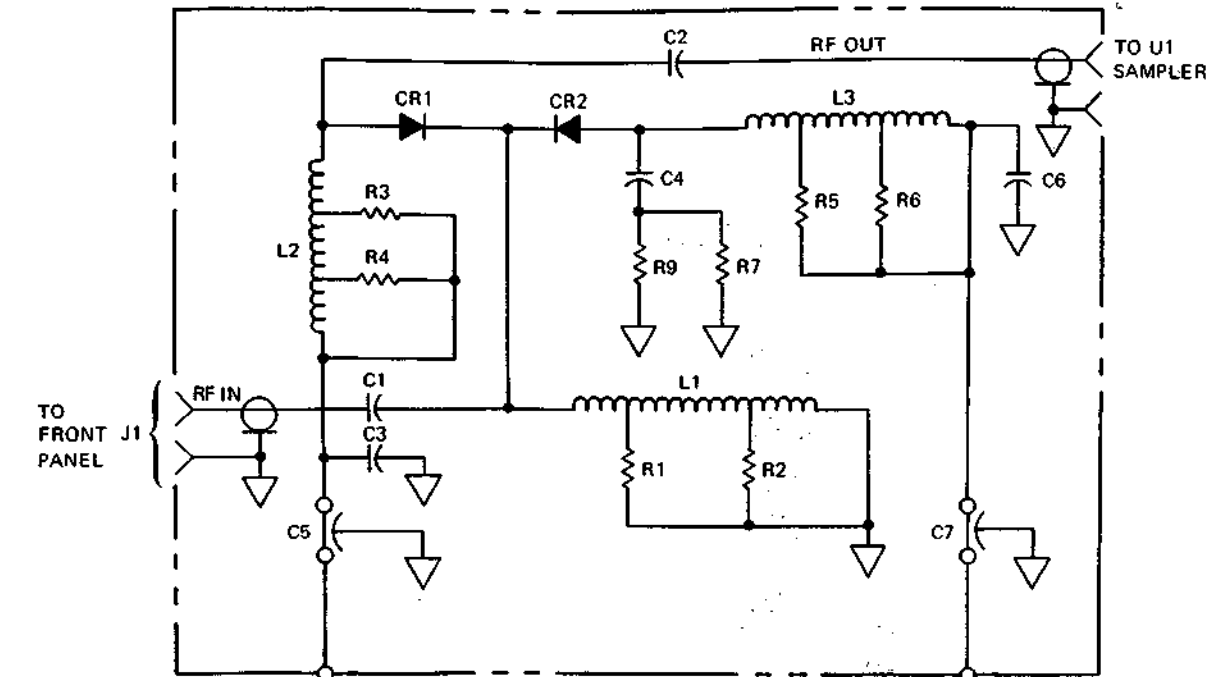 C2
RF OUT
TO U1
SAMPLER
CR1
CR2
L3
C4
C6
R3
R5
R6
L2
R4
R9
R7
L1
RF IN
C1
TO
FRONT J1
PANEL
C3
R1
R2
C5
C7